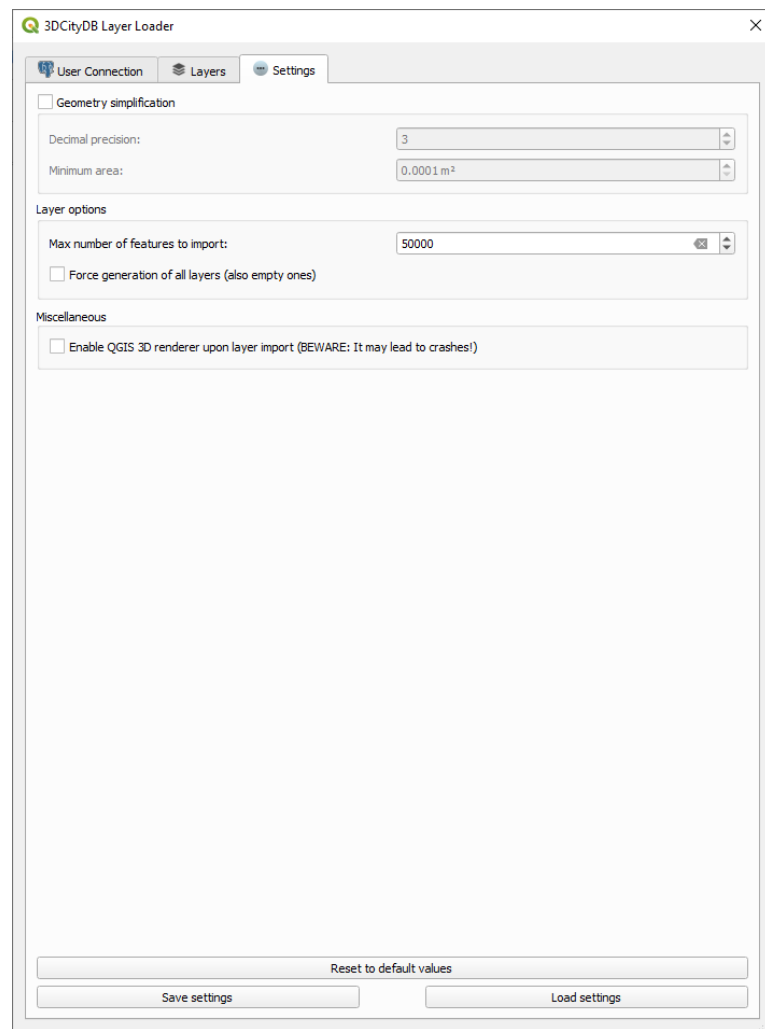 3DCityDB Layer Loader
User Connection Layers Settings
Geometry simplification
Decimal precision: 3
Minimum area: 0.0001 m²
Layer options
Max number of features to import: 50000
Force generation of all layers (also empty ones)
Miscellaneous
Enable QGIS 3D renderer upon layer import (BEWARE: It may lead to crashes!)
Reset to default values
Save settings Load settings